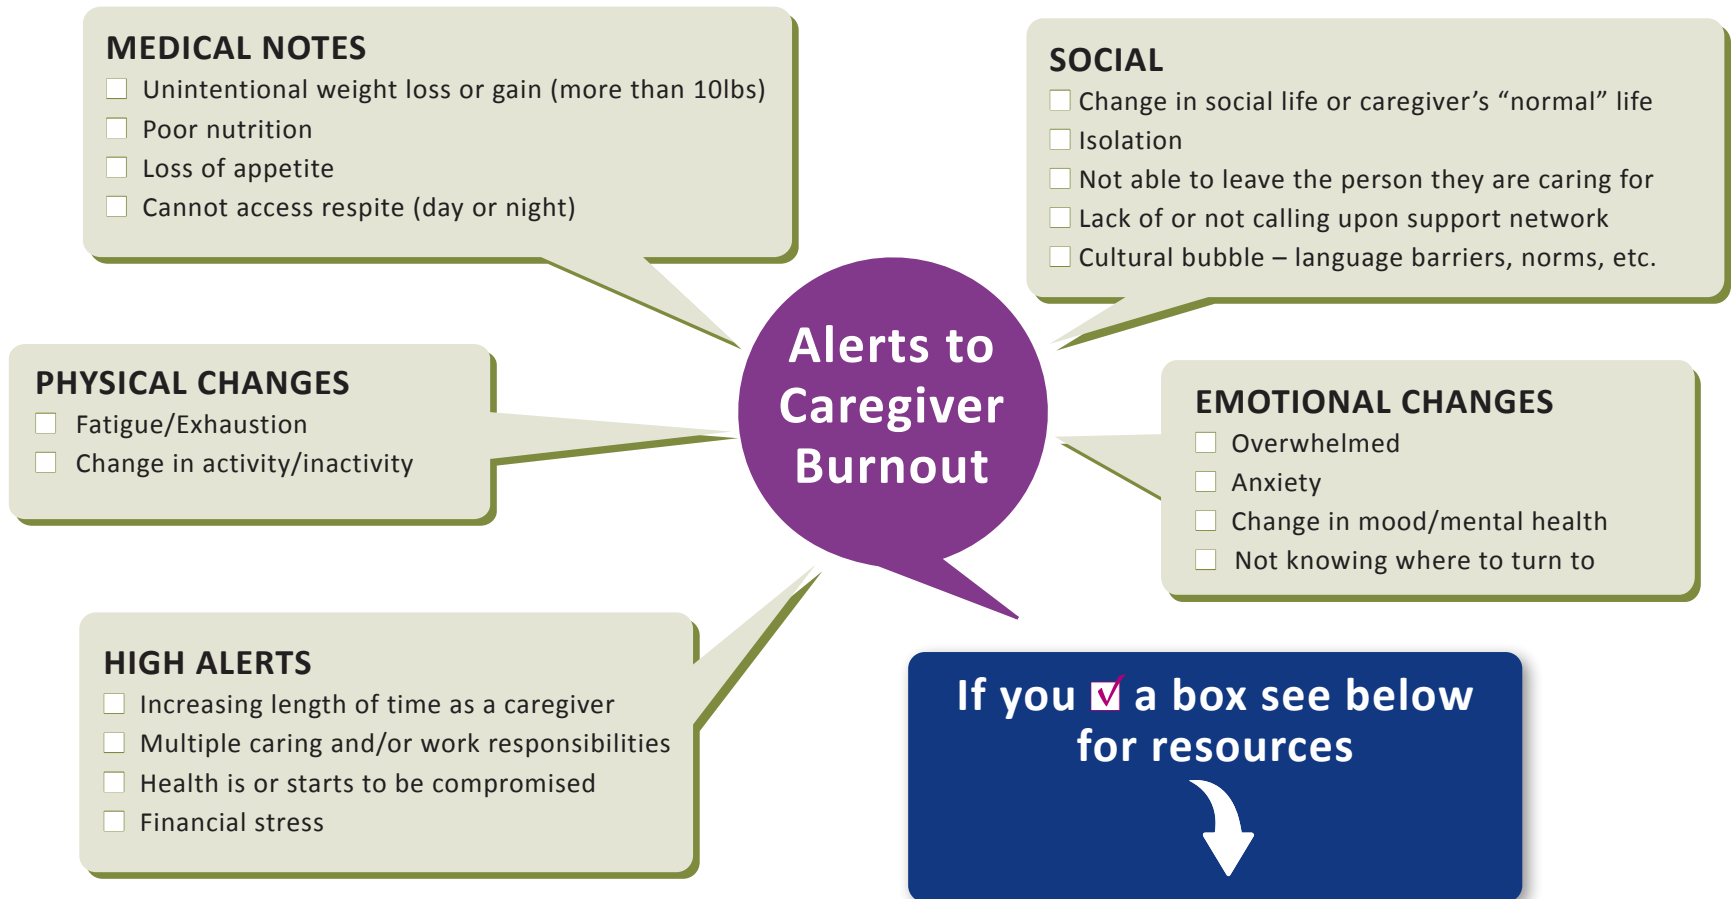 MEDICAL NOTES
Unintentional weight loss or gain (more than 10lbs)
Poor nutrition
Loss of appetite
Cannot access respite (day or night)
SOCIAL
Change in social life or caregiver’s “normal” life
Isolation
Not able to leave the person they are caring for
Lack of or not calling upon support network
Cultural bubble – language barriers, norms, etc.
Alerts to
Caregiver
Burnout
PHYSICAL CHANGES
Fatigue/Exhaustion
Change in activity/inactivity
EMOTIONAL CHANGES
Overwhelmed
Anxiety
Change in mood/mental health
Not knowing where to turn to
HIGH ALERTS
Increasing length of time as a caregiver
Multiple caring and/or work responsibilities
Health is or starts to be compromised
Financial stress
If you ☑ a box see below
for resources